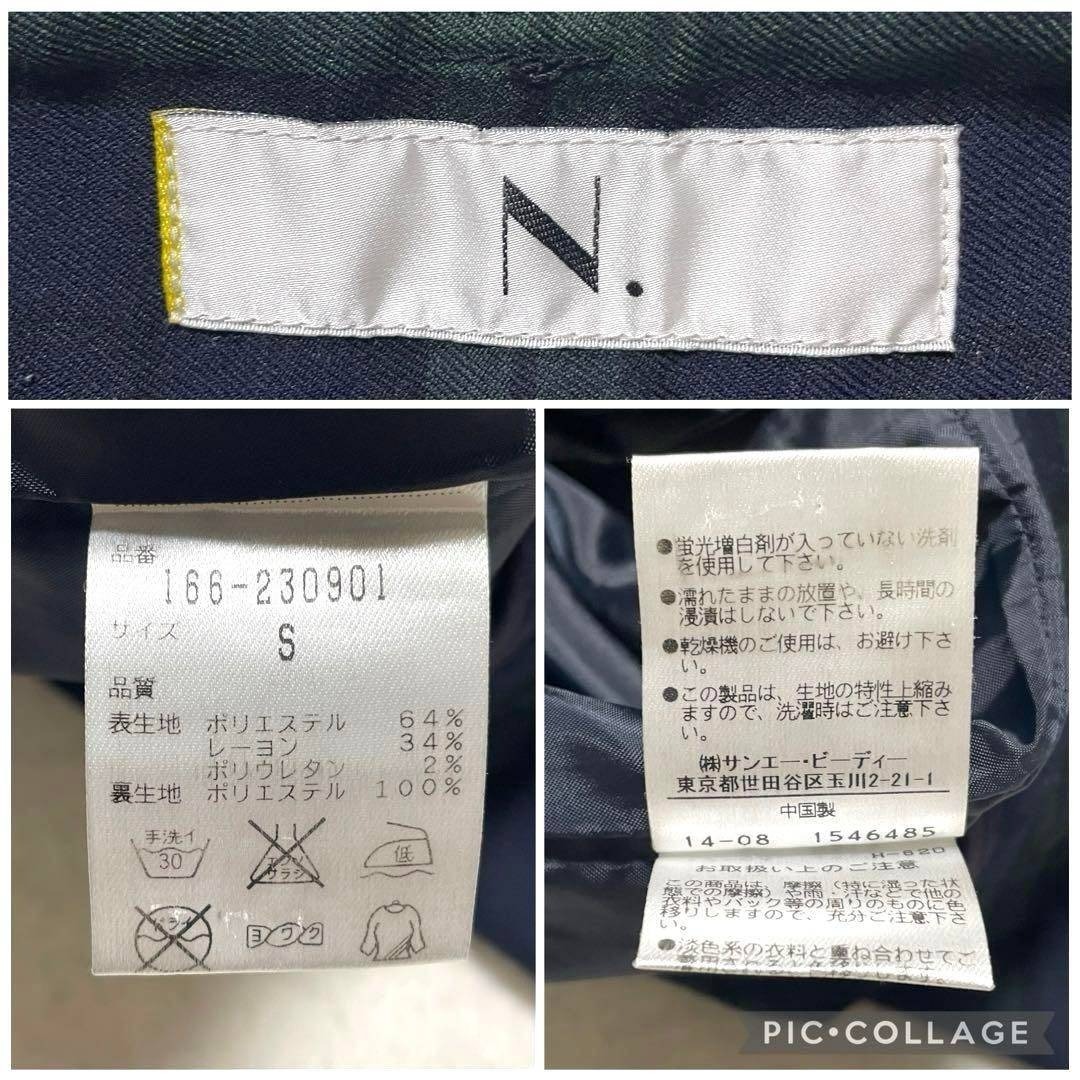 N.
品番
166-230901
サイズ
S
品質
表生地 ポリエステル 64%
レーヨン 34%
ポリウレタン 2%
裏生地 ポリエステル 100%
手洗イ
30
エンソ
サラシ
低
ドライ
ヨワク
●蛍光増白剤が入っていない洗剤
を使用して下さい。
●濡れたままの放置や、長時間の
浸漬はしないで下さい。
●乾燥機のご使用は、お避け下さ
い。
●この製品は、生地の特性上縮み
ますので、洗濯時はご注意下さ
い。
㈱サンエー・ビーディー
東京都世田谷区玉川2-21-1
中国製
14-08 1546485
H-620
お取扱い上のご注意
この商品は、摩擦(特に湿った状
態での摩擦)や雨・汗などで他の
衣料やバック等の周りのものに色
移りしますので、充分ご注意下さ
い。
●淡色系の衣料と重ね合わせてご
PIC•COLLAGE